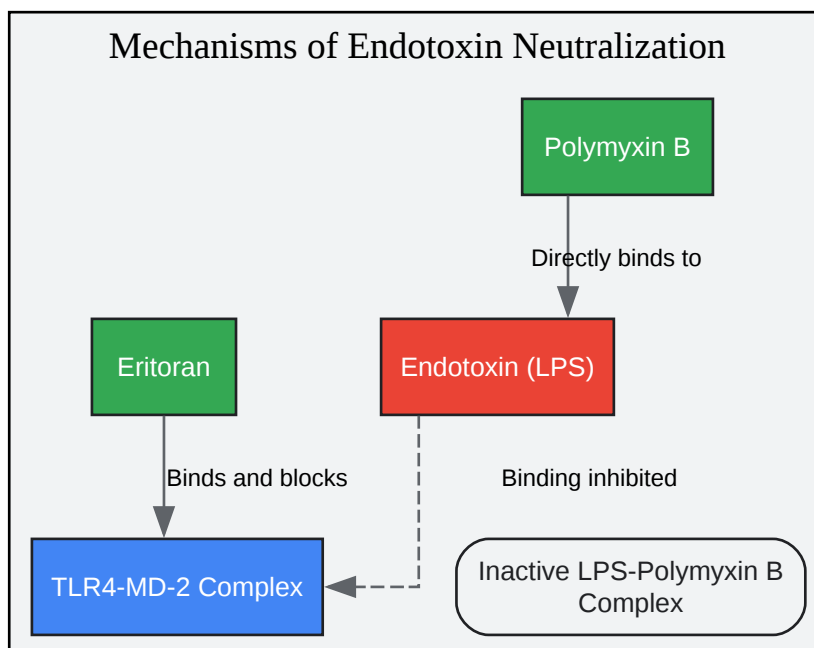 Mechanisms of Endotoxin Neutralization
Polymyxin B
Directly binds to
Eritoran
Endotoxin (LPS)
Binds and blocks
Binding inhibited
TLR4-MD-2 Complex
Inactive LPS-Polymyxin B
Complex